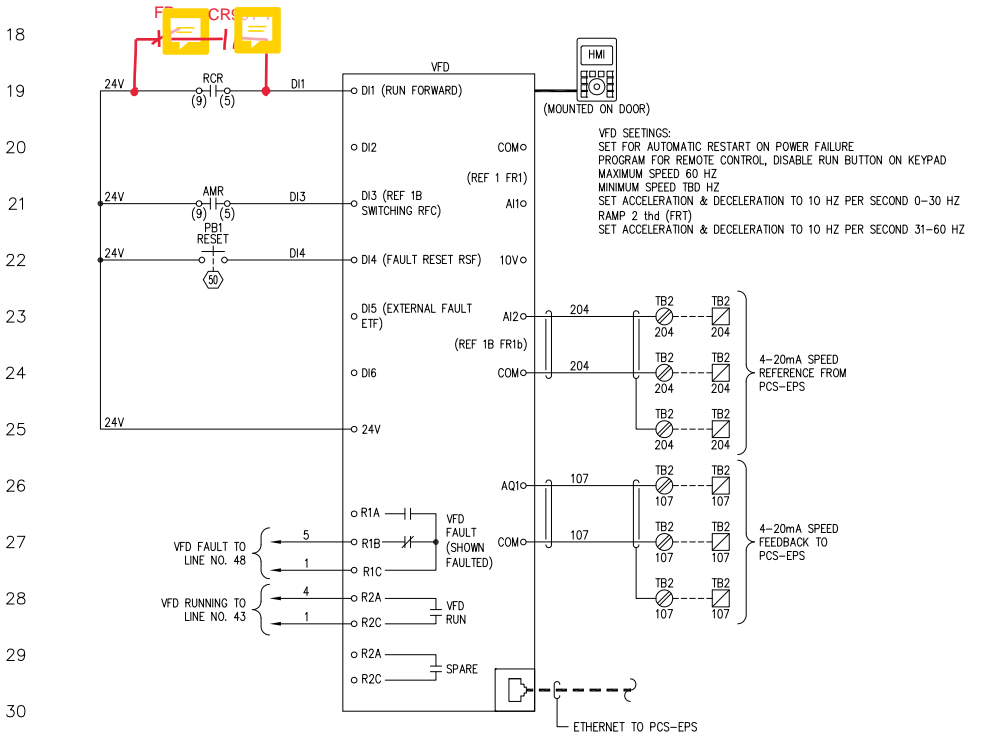 18
19
20
21
22
23
24
25
26
27
28
29
30
24V
RCR
(9) (5)
DI1
24V
AMR
(9) (5)
DI3
PB1
RESET
24V
50
DI4
24V
VFD
DI1 (RUN FORWARD)
DI2
COM
(REF 1 FR1)
DI3 (REF 1B
SWITCHING RFC)
AI1
DI4 (FAULT RESET RSF)
10V
DI5 (EXTERNAL FAULT
ETF)
AI2
(REF 1B FR1b)
DI6
COM
24V
AQ1
R1A
R1B
R1C
VFD
FAULT
(SHOWN
FAULTED)
COM
R2A
R2C
VFD
RUN
R2A
R2C
SPARE
VFD FAULT TO
LINE NO. 48
5
1
VFD RUNNING TO
LINE NO. 43
4
1
HMI
(MOUNTED ON DOOR)
VFD SEETINGS:
SET FOR AUTOMATIC RESTART ON POWER FAILURE
PROGRAM FOR REMOTE CONTROL, DISABLE RUN BUTTON ON KEYPAD
MAXIMUM SPEED 60 HZ
MINIMUM SPEED TBD HZ
SET ACCELERATION & DECELERATION TO 10 HZ PER SECOND 0-30 HZ
RAMP 2 thd (FRT)
SET ACCELERATION & DECELERATION TO 10 HZ PER SECOND 31-60 HZ
204
TB2 TB2
204 204
204
TB2 TB2
204 204
TB2 TB2
204 204
4-20mA SPEED
REFERENCE FROM
PCS-EPS
107
TB2 TB2
107 107
107
TB2 TB2
107 107
TB2 TB2
107 107
4-20mA SPEED
FEEDBACK TO
PCS-EPS
ETHERNET TO PCS-EPS